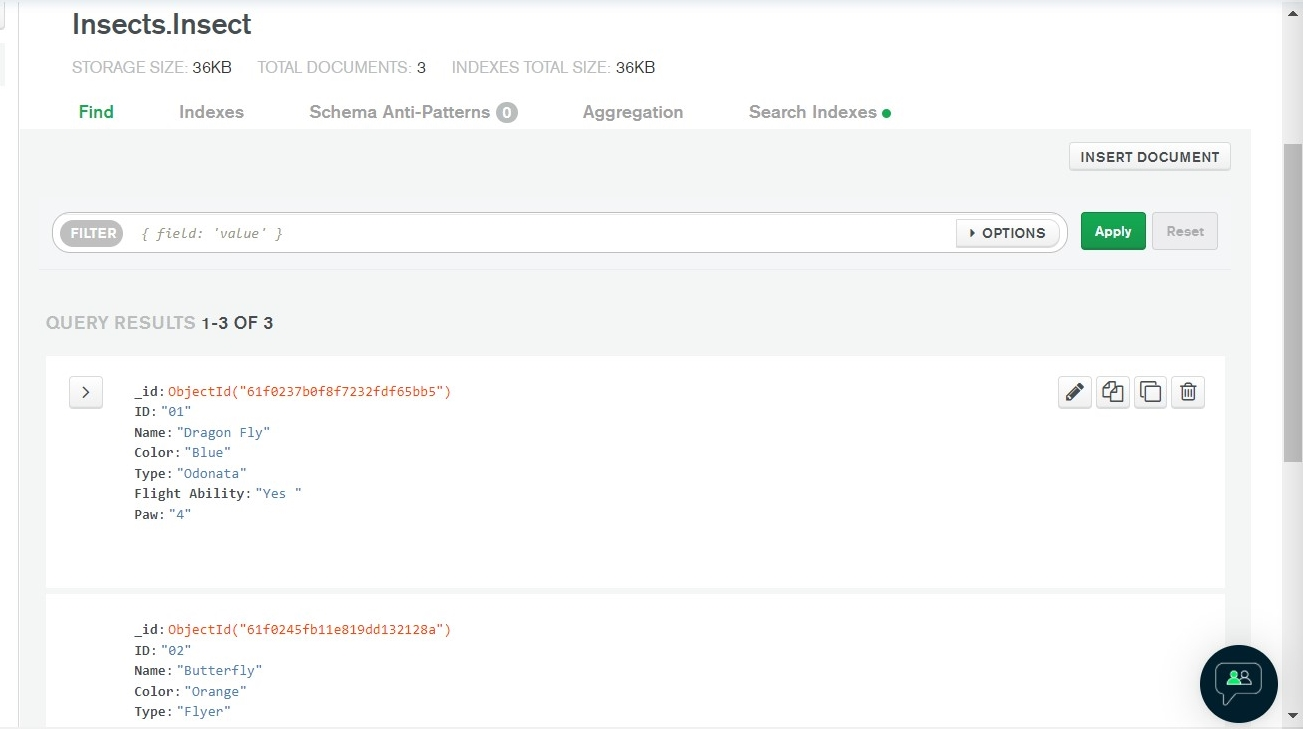 Insects.Insect
STORAGE SIZE: 36KB TOTAL DOCUMENTS: 3 INDEXES TOTAL SIZE: 36KB
Find Indexes Schema Anti-Patterns 0 Aggregation Search Indexes
INSERT DOCUMENT
FILTER { field: 'value' } OPTIONS Apply Reset
QUERY RESULTS 1-3 OF 3
_id: ObjectId("61f0237b0f8f7232fdf65bb5")
ID: "01"
Name: "Dragon Fly"
Color: "Blue"
Type: "Odonata"
Flight Ability: "Yes "
Paw: "4"
_id: ObjectId("61f0245fb11e819dd132128a")
ID: "02"
Name: "Butterfly"
Color: "Orange"
Type: "Flyer"